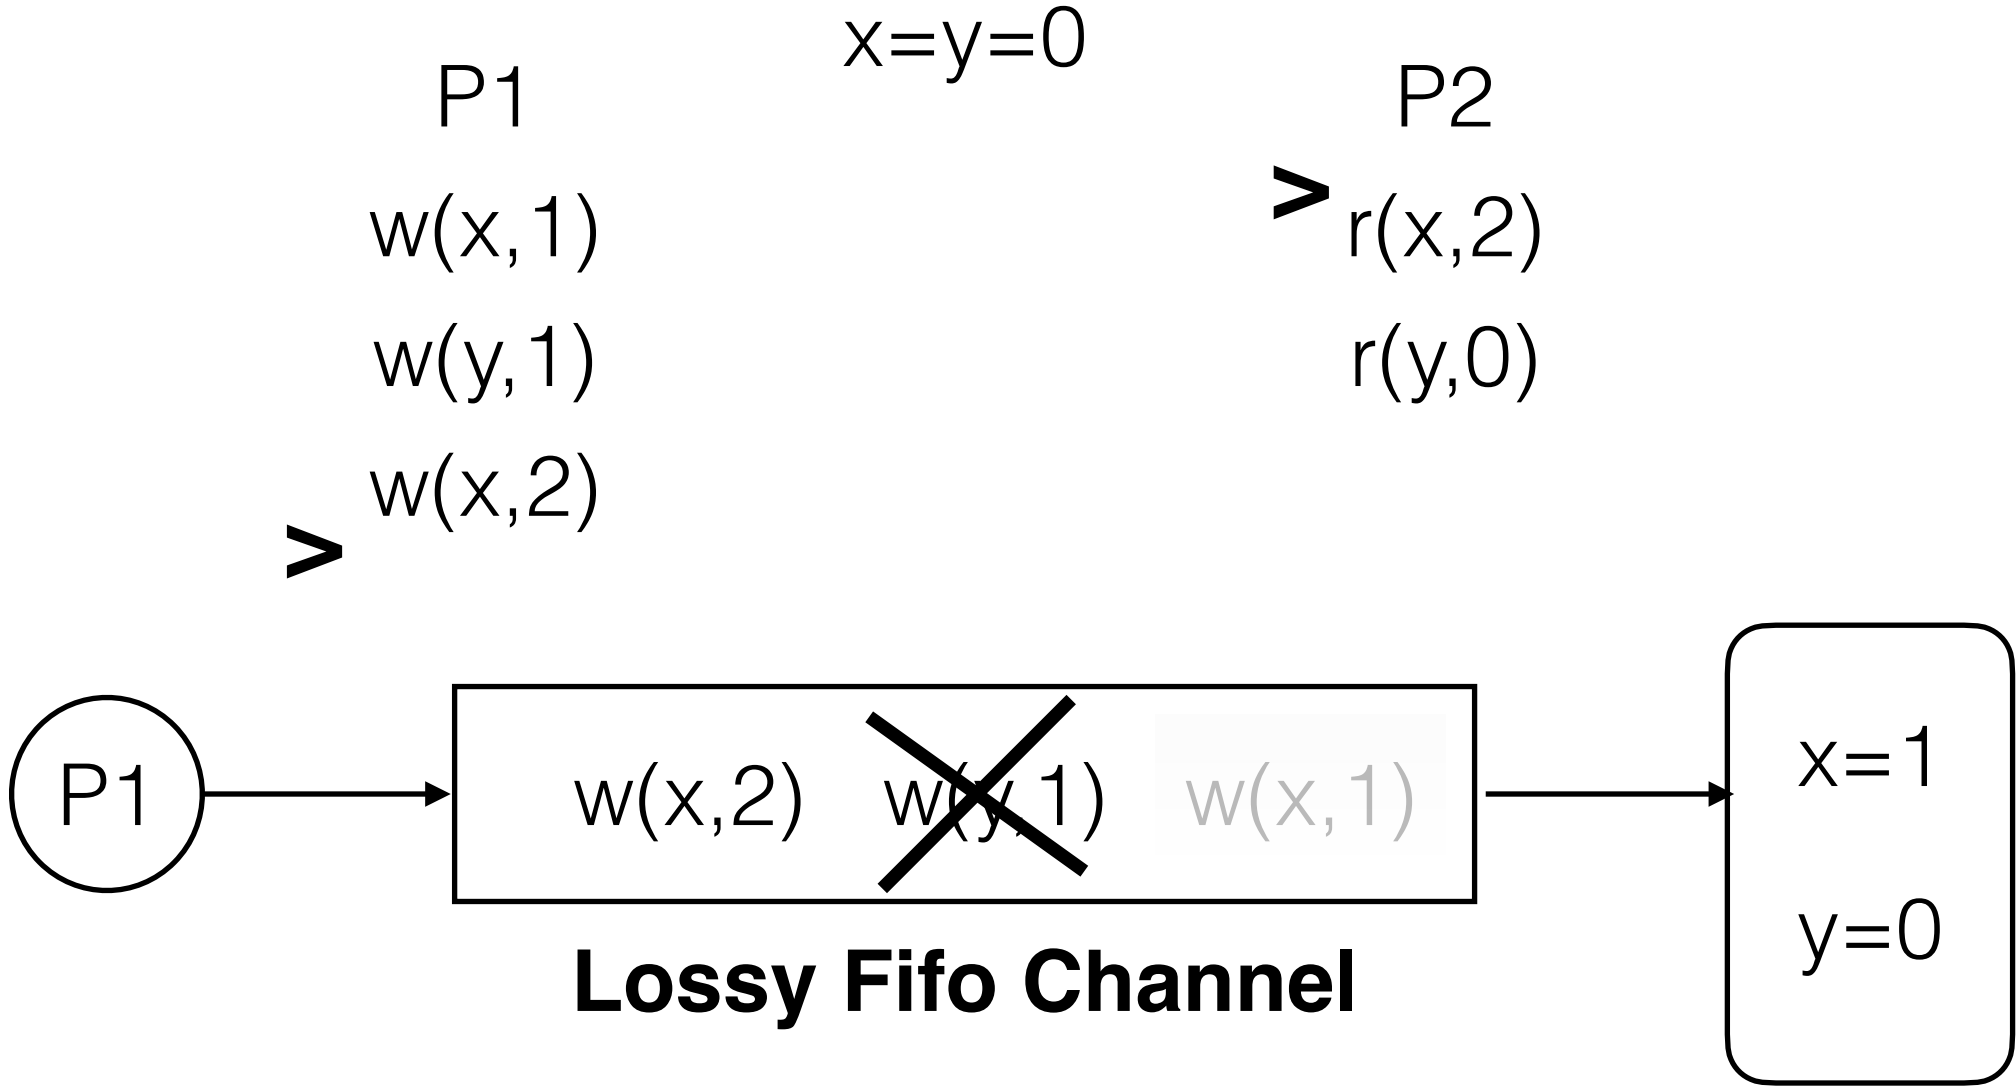 x=y=0
P1
P2
w(x,1)
> r(x,2)
w(y,1)
r(y,0)
w(x,2)
>
P1
w(x,2) w(y,1) w(x,1)
x=1
y=0
Lossy Fifo Channel